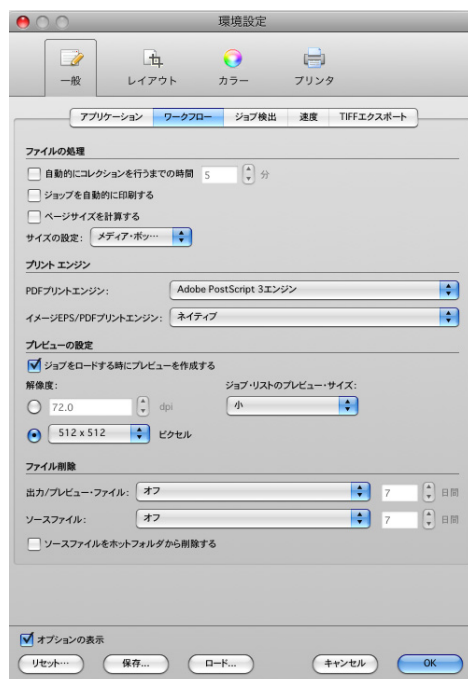 環境設定
一般 レイアウト カラー プリンタ
アプリケーション ワークフロー ジョブ検出 速度 TIFFエクスポート
ファイルの処理
自動的にコレクションを行うまでの時間 5 分
ジョップを自動的に印刷する
ページサイズを計算する
サイズの設定: メディア・ボッ…
プリント エンジン
PDFプリントエンジン: Adobe PostScript 3エンジン
イメージEPS/PDFプリントエンジン: ネイティブ
プレビューの設定
ジョブをロードする時にプレビューを作成する
解像度: ジョブ・リストのプレビュー・サイズ:
72.0 dpi 小
512 x 512 ピクセル
ファイル削除
出力/プレビュー・ファイル: オフ 7 日間
ソースファイル: オフ 7 日間
ソースファイルをホットフォルダから削除する
オプションの表示
リセット… 保存... ロード... キャンセル OK